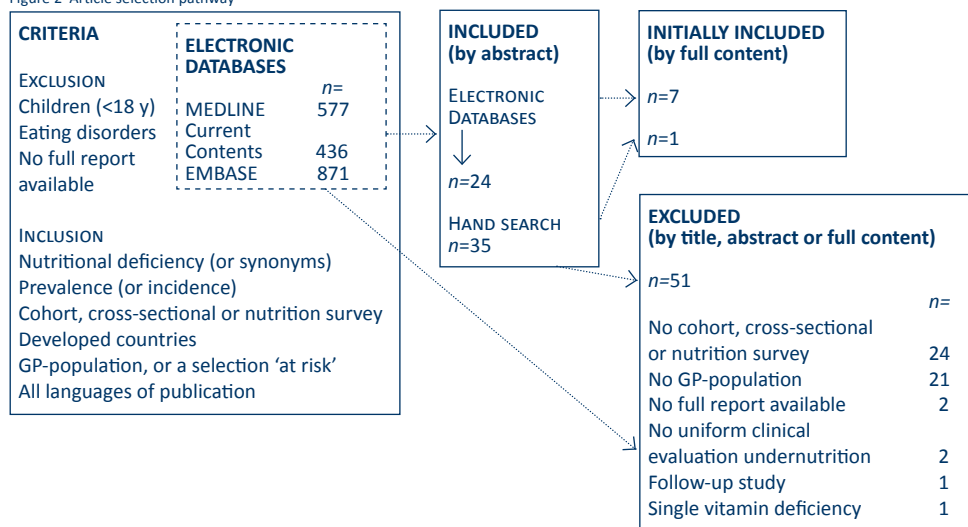 Figure 2 Article selection pathway
CRITERIA
EXCLUSION
Children (<18 y)
Eating disorders
No full report
available
INCLUSION
Nutritional deficiency (or synonyms)
Prevalence (or incidence)
Cohort, cross-sectional or nutrition survey
Developed countries
GP-population, or a selection ‘at risk’
All languages of publication
ELECTRONIC
DATABASES
n=
MEDLINE 577
Current
Contents 436
EMBASE 871
INCLUDED
(by abstract)
ELECTRONIC
DATABASES
n=24
HAND SEARCH
n=35
INITIALLY INCLUDED
(by full content)
n=7
n=1
EXCLUDED
(by title, abstract or full content)
n=51
n=
No cohort, cross-sectional
or nutrition survey 24
No GP-population 21
No full report available 2
No uniform clinical
evaluation undernutrition 2
Follow-up study 1
Single vitamin deficiency 1